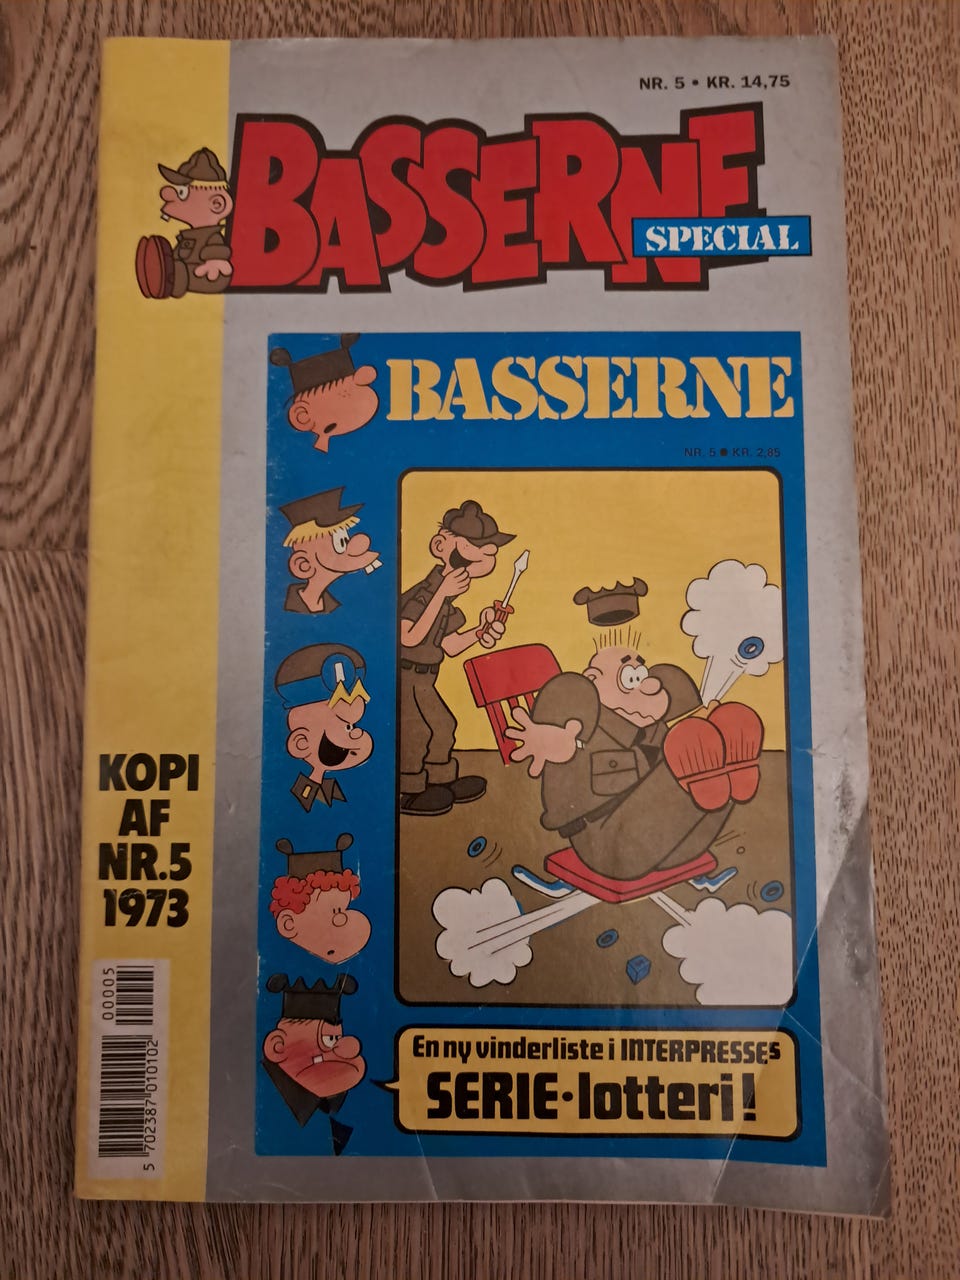 NR. 5 • KR. 14,75
BASSERNE
SPECIAL
BASSERNE
NR. 5 ● KR. 2,85
KOPI
AF
NR.5
1973
En ny vinderliste i INTERPRESSEs
SERIE•lotteri!
00005
5 702387 010102